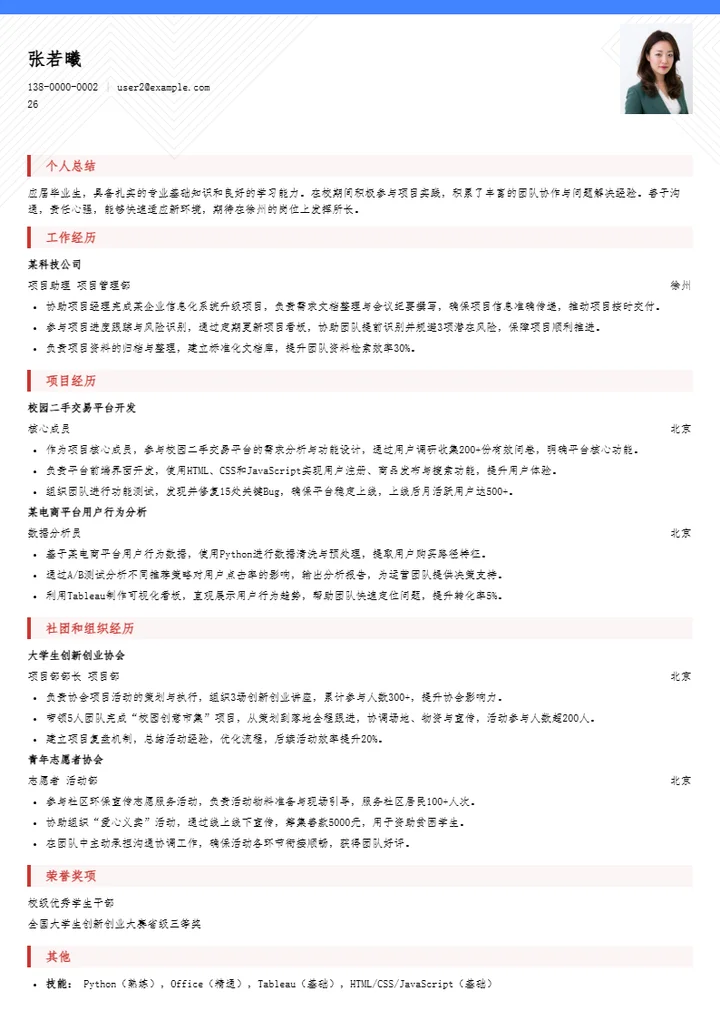 张若曦
138-0000-0002 | user2@example.com
26
个人总结
应届毕业生，具备扎实的专业基础知识和良好的学习能力。在校期间积极参与项目实践，积累了丰富的团队协作与问题解决经验。善于沟
通，责任心强，能够快速适应新环境，期待在徐州的岗位上发挥所长。
工作经历
某科技公司
项目助理 项目管理部 徐州
• 协助项目经理完成某企业信息化系统升级项目，负责需求文档整理与会议纪要撰写，确保项目信息准确传递，推动项目按时交付。
• 参与项目进度跟踪与风险识别，通过定期更新项目看板，协助团队提前识别并规避3项潜在风险，保障项目顺利推进。
• 负责项目资料的归档与整理，建立标准化文档库，提升团队资料检索效率30%。
项目经历
校园二手交易平台开发
核心成员 北京
• 作为项目核心成员，参与校园二手交易平台的需求分析与功能设计，通过用户调研收集200+份有效问卷，明确平台核心功能。
• 负责平台前端界面开发，使用HTML、CSS和JavaScript实现用户注册、商品发布与搜索功能，提升用户体验。
• 组织团队进行功能测试，发现并修复15处关键Bug，确保平台稳定上线，上线后月活跃用户达500+。
某电商平台用户行为分析
数据分析员 北京
• 基于某电商平台用户行为数据，使用Python进行数据清洗与预处理，提取用户购买路径特征。
• 通过A/B测试分析不同推荐策略对用户点击率的影响，输出分析报告，为运营团队提供决策支持。
• 利用Tableau制作可视化看板，直观展示用户行为趋势，帮助团队快速定位问题，提升转化率5%。
社团和组织经历
大学生创新创业协会
项目部部长 项目部 北京
• 负责协会项目活动的策划与执行，组织3场创新创业讲座，累计参与人数300+，提升协会影响力。
• 带领5人团队完成“校园创意市集”项目，从策划到落地全程跟进，协调场地、物资与宣传，活动参与人数超200人。
• 建立项目复盘机制，总结活动经验，优化流程，后续活动效率提升20%。
青年志愿者协会
志愿者 活动部 北京
• 参与社区环保宣传志愿服务活动，负责活动物料准备与现场引导，服务社区居民100+人次。
• 协助组织“爱心义卖”活动，通过线上线下宣传，筹集善款5000元，用于资助贫困学生。
• 在团队中主动承担沟通协调工作，确保活动各环节衔接顺畅，获得团队好评。
荣誉奖项
校级优秀学生干部
全国大学生创新创业大赛省级三等奖
其他
• 技能： Python（熟练），Office（精通），Tableau（基础），HTML/CSS/JavaScript（基础）